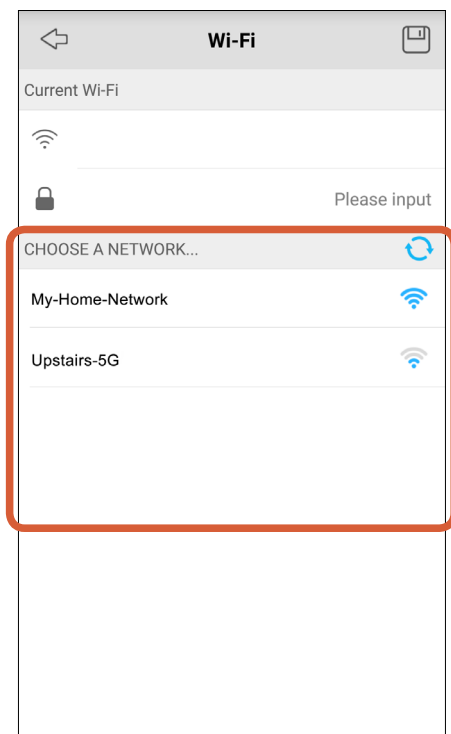 Wi-Fi
Current Wi-Fi
Please input
CHOOSE A NETWORK...
My-Home-Network
Upstairs-5G